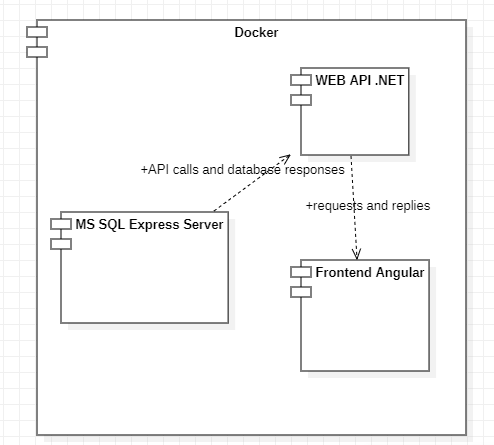 Docker
WEB API .NET
+API calls and database responses
+requests and replies
MS SQL Express Server
Frontend Angular